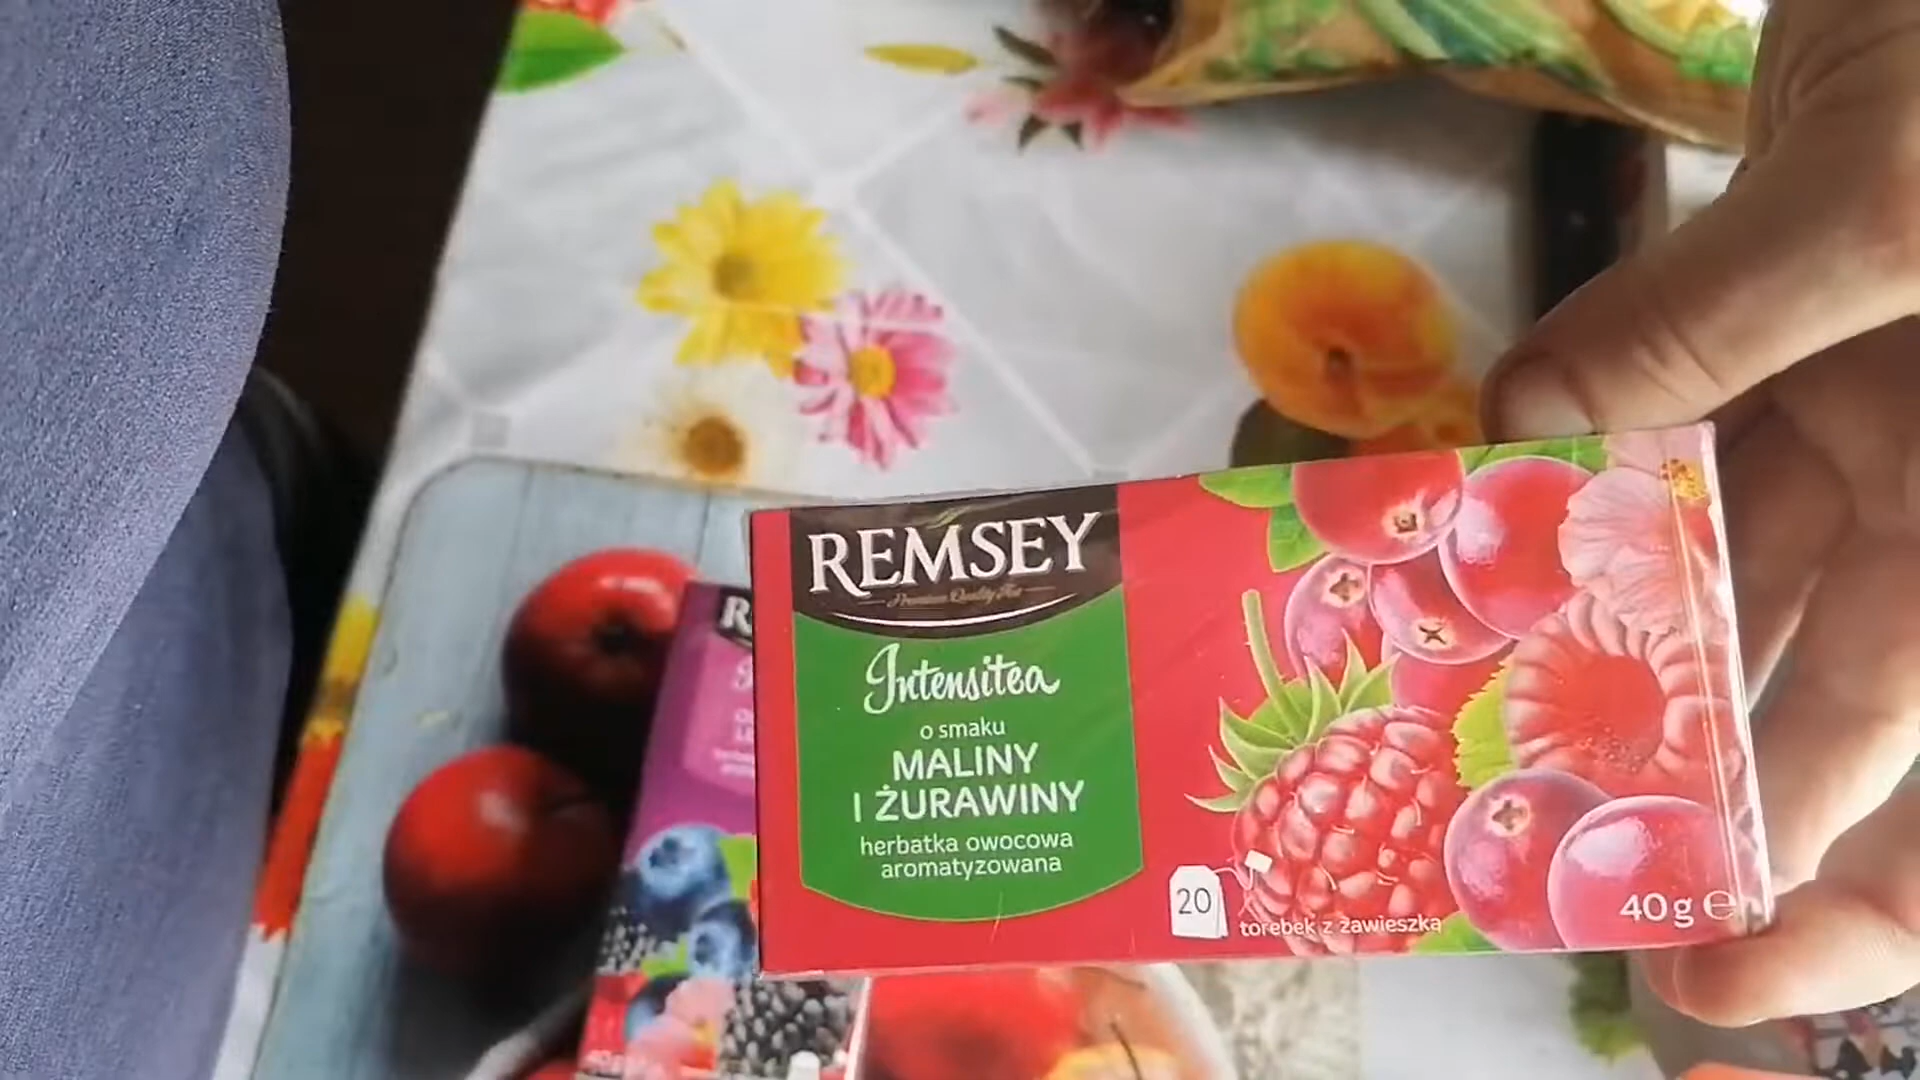 REMSEY
Premium Quality Tea
Intensitea
o smaku
MALINY
I ŻURAWINY
herbatka owocowa
aromatyzowana
20
torebek z zawieszką
40g e